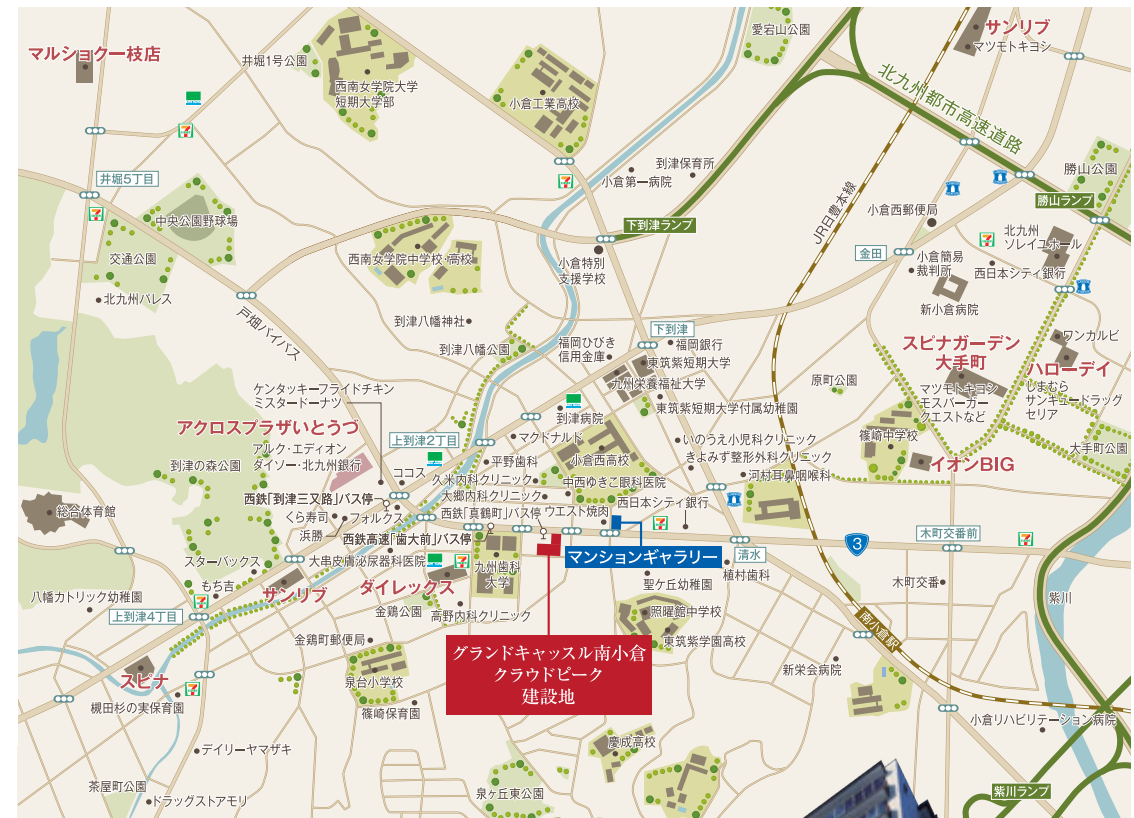 サンリブ
マツモトキヨシ
愛宕山公園
マルショク一枝店
井堀1号公園
西南女学院大学
短期大学部
小倉工業高校
北九州都市高速道路
7
7
到津保育所
小倉第一病院
勝山公園
井堀5丁目
JR日豊本線
勝山ランプ
7
中央公園野球場
下到津ランプ
小倉西郵便局
北九州
ソレイユホール
7
交通公園
西南女学院中学校・高校
小倉特別
支援学校
金田
小倉簡易
裁判所
西日本シティ銀行
北九州パレス
新小倉病院
戸畑バイパス
到津八幡神社
下到津
福岡ひびき
信用金庫
福岡銀行
ワンカルビ
到津八幡公園
東筑紫短期大学
スピナガーデン
大手町
ハローデイ
ケンタッキーフライドチキン
ミスタードーナツ
九州栄養福祉大学
原町公園
マツモトキヨシ
モスバーガー
クエストなど
しまむら
サンキュードラッグ
セリア
東筑紫短期大学付属幼稚園
到津病院
アクロスプラザいとうづ
上到津2丁目
マクドナルド
いのうえ小児科クリニック
篠崎中学校
大手町公園
アルク・エディオン
ダイソー・北九州銀行
平野歯科
小倉西高校
きよみず整形外科クリニック
イオンBIG
到津の森公園
ココス
久米内科クリニック
中西ゆきこ眼科医院
河村耳鼻咽喉科
西鉄「到津三又路」バス停
大郷内科クリニック
西日本シティ銀行
総合体育館
くら寿司
フォルクス
西鉄「真鶴町」バス停
ウエスト焼肉
7
浜勝
西鉄高速「歯大前」バス停
木町交番前
7
スターバックス
大串皮膚泌尿器科医院
7
九州歯科
大学
マンションギャラリー
清水
3
もち吉
サンリブ
ダイレックス
聖ケ丘幼稚園
植村歯科
木町交番
八幡カトリック幼稚園
7
上到津4丁目
金鶏公園
高野内科クリニック
照曜館中学校
紫川
金鶏町郵便局
東筑紫学園高校
南小倉駅
グランドキャッスル南小倉
クラウドピーク
建設地
スピナ
7
泉台小学校
新栄会病院
槻田杉の実保育園
篠崎保育園
小倉リハビリテーション病院
デイリーヤマザキ
慶成高校
茶屋町公園
ドラッグストアモリ
泉ヶ丘東公園
紫川ランプ